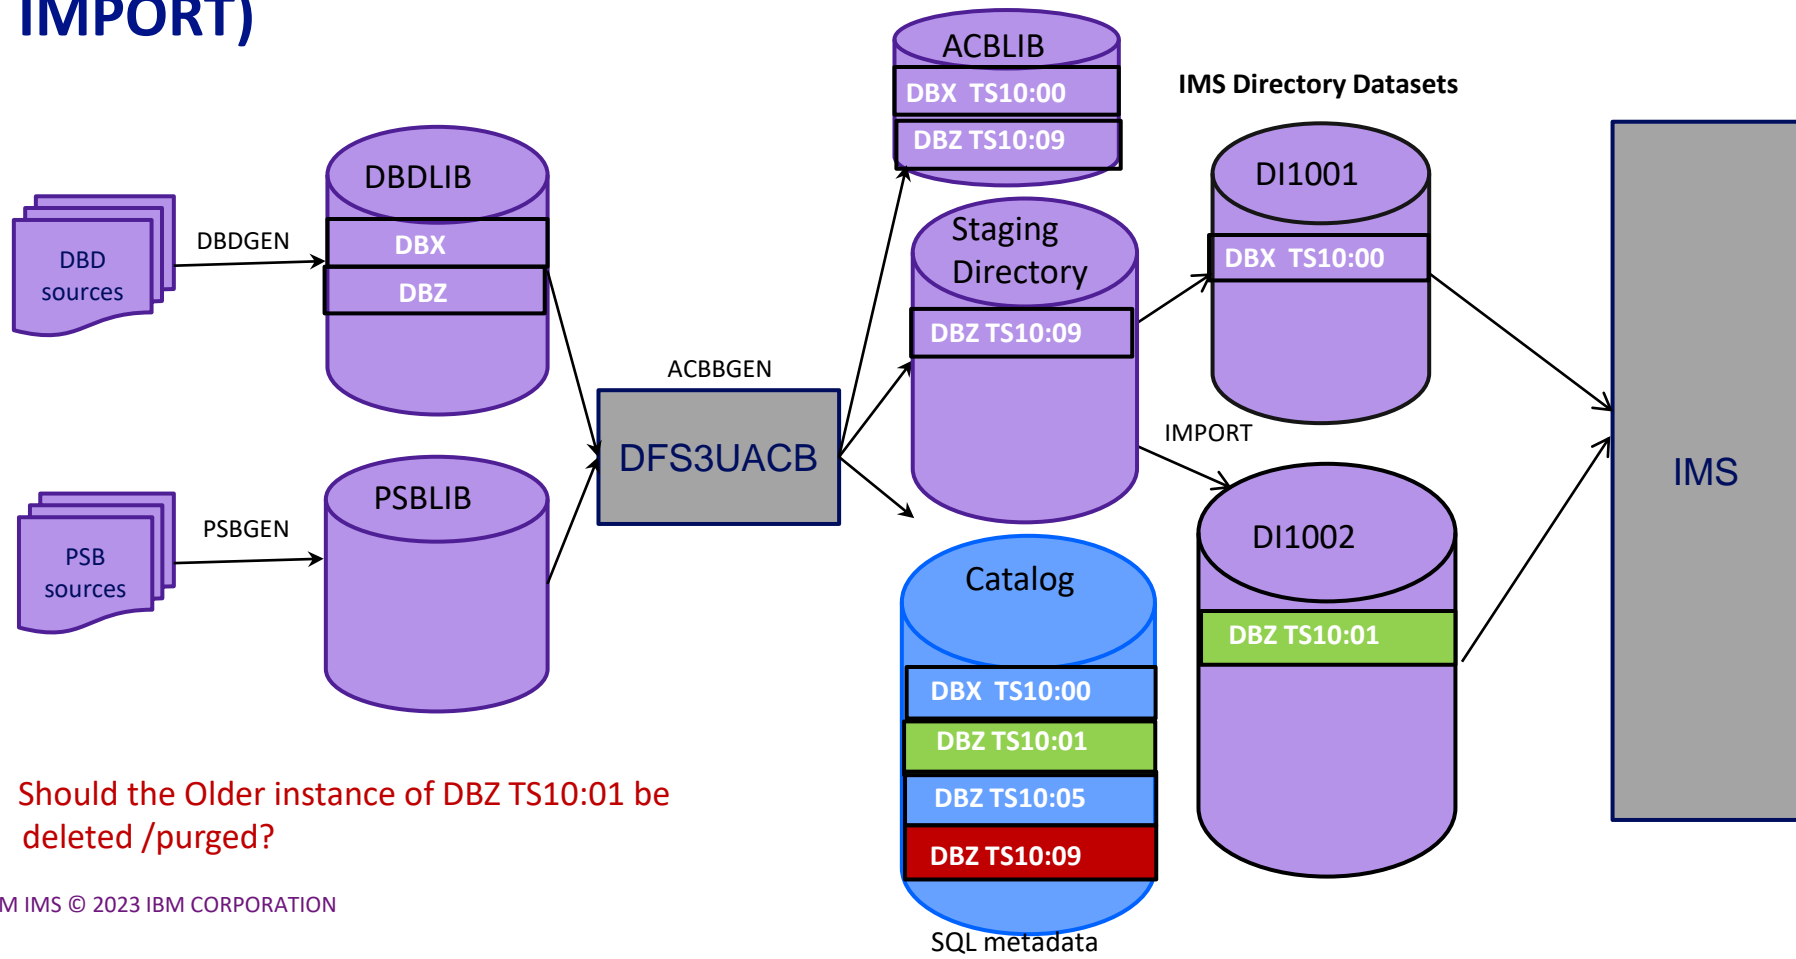 IMPORT)
ACBLIB
DBX TS10:00
DBZ TS10:09
IMS Directory Datasets
DBDLIB
DBX
DBZ
DBD
sources
DBDGEN
Staging
Directory
DBZ TS10:09
DI1001
DBX TS10:00
ACBBGEN
DFS3UACB
IMPORT
IMS
PSBLIB
PSB
sources
PSBGEN
DI1002
DBZ TS10:01
Catalog
DBX TS10:00
DBZ TS10:01
DBZ TS10:05
DBZ TS10:09
SQL metadata
Should the Older instance of DBZ TS10:01 be
deleted /purged?
M IMS © 2023 IBM CORPORATION